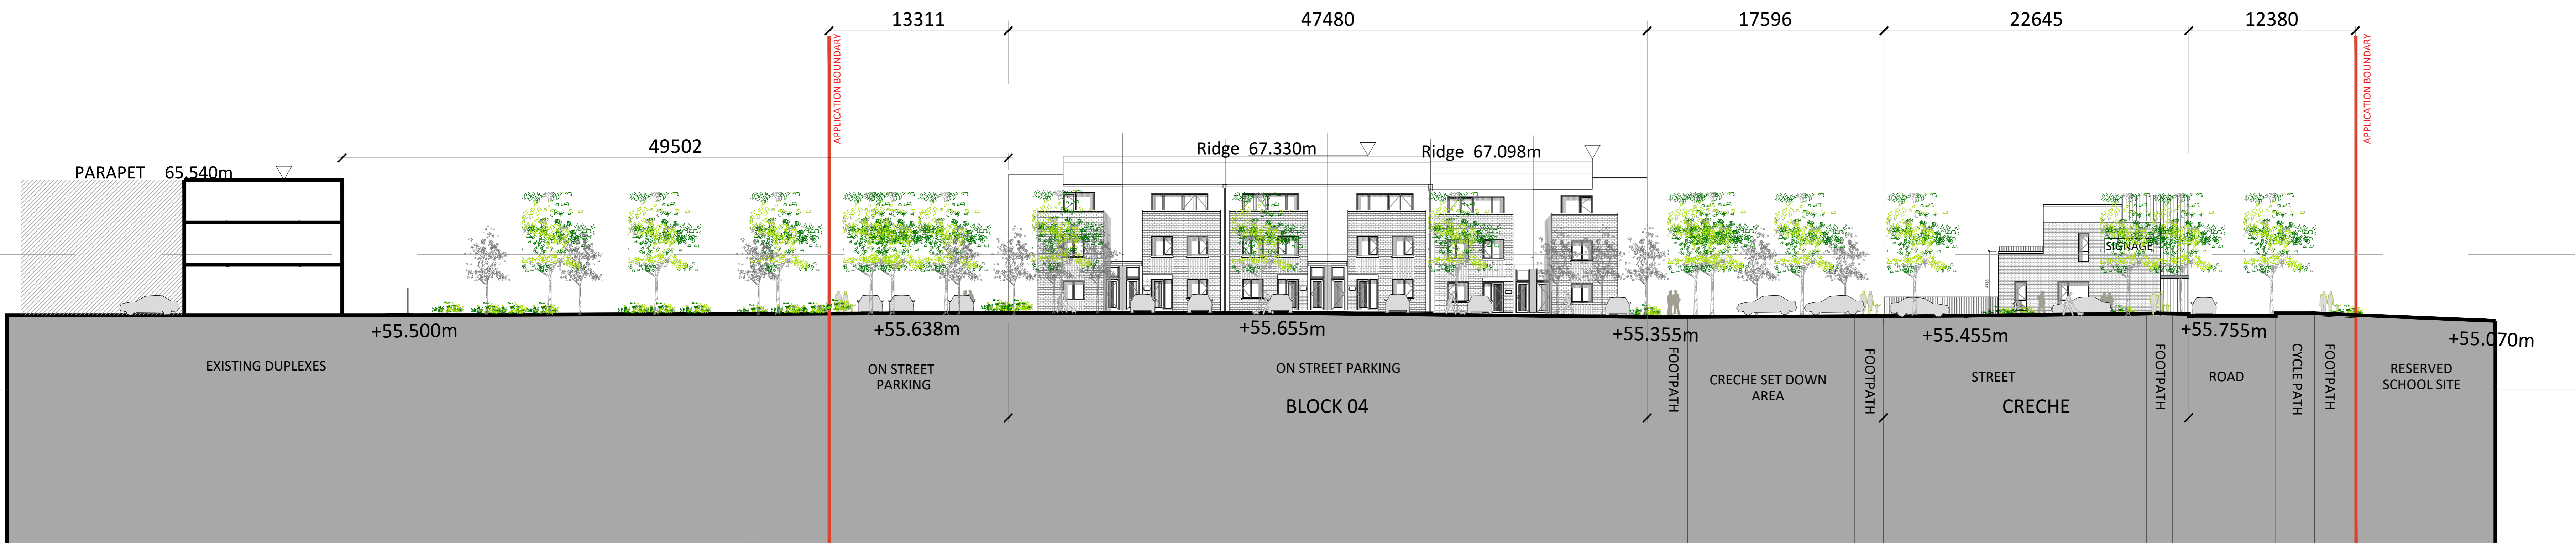 13311
47480
17596
22645
12380
APPLICATION BOUNDARY
APPLICATION BOUNDARY
49502
Ridge 67.330m
Ridge 67.098m
PARAPET 65.540m
SIGNAGE
+55.500m
+55.638m
+55.655m
+55.355m
+55.455m
+55.755m
+55.070m
EXISTING DUPLEXES
ON STREET
PARKING
ON STREET PARKING
FOOTPATH
CRECHE SET DOWN
AREA
FOOTPATH
STREET
FOOTPATH
ROAD
CYCLE PATH
FOOTPATH
RESERVED
SCHOOL SITE
BLOCK 04
CRECHE